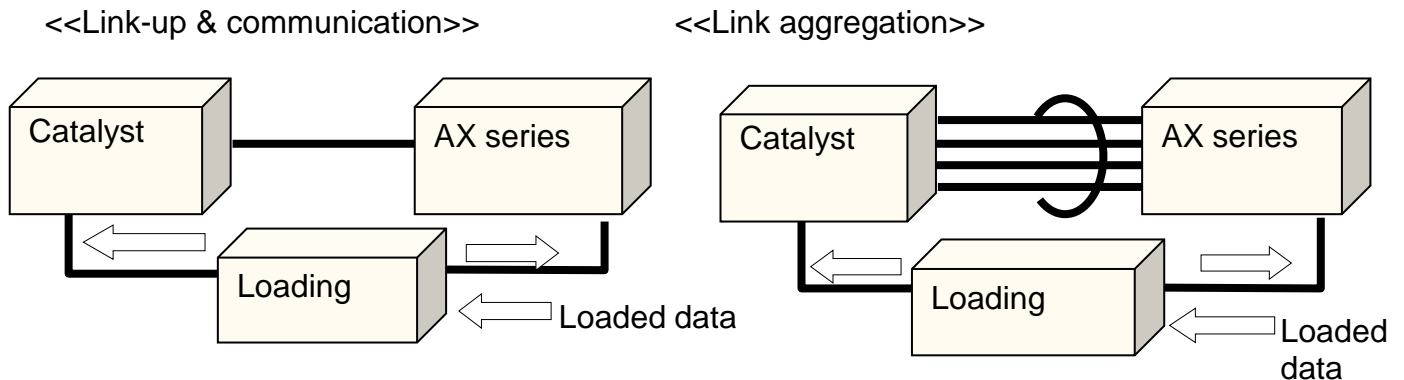 <<Link-up & communication>>
<<Link aggregation>>
Catalyst
AX series
Loading
Loaded data
Catalyst
AX series
Loading
Loaded
data